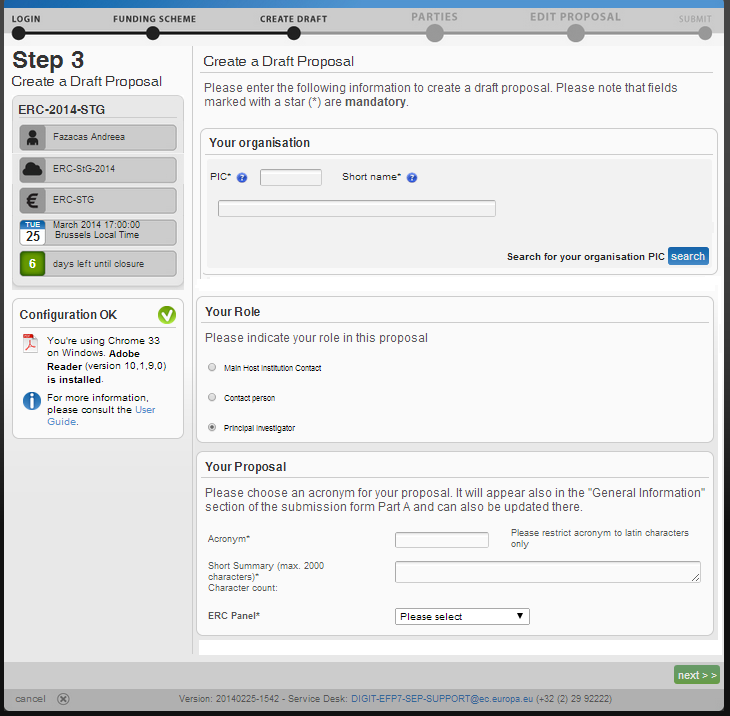 LOGIN FUNDING SCHEME CREATE DRAFT PARTIES EDIT PROPOSAL SUBMIT
Step 3
Create a Draft Proposal
ERC-2014-STG
Fazacas Andreea
ERC-StG-2014
ERC-STG
TUE
25
March 2014 17:00:00
Brussels Local Time
6
days left until closure
Configuration OK
You're using Chrome 33
on Windows. Adobe
Reader (version 10,1,9,0)
is installed.
For more information,
please consult the User
Guide.
Create a Draft Proposal
Please enter the following information to create a draft proposal. Please note that fields
marked with a star (*) are mandatory.
Your organisation
PIC* ? Short name* ?
Search for your organisation PIC search
Your Role
Please indicate your role in this proposal
Main Host Institution Contact
Contact person
Principal Investigator
Your Proposal
Please choose an acronym for your proposal. It will appear also in the "General Information"
section of the submission form Part A and can also be updated there.
Acronym*
Please restrict acronym to latin characters
only
Short Summary (max. 2000
characters)*
Character count:
ERC Panel* Please select
next > >
cancel Version: 20140225-1542 - Service Desk: DIGIT-EFP7-SEP-SUPPORT@ec.europa.eu (+32 (2) 29 92222)